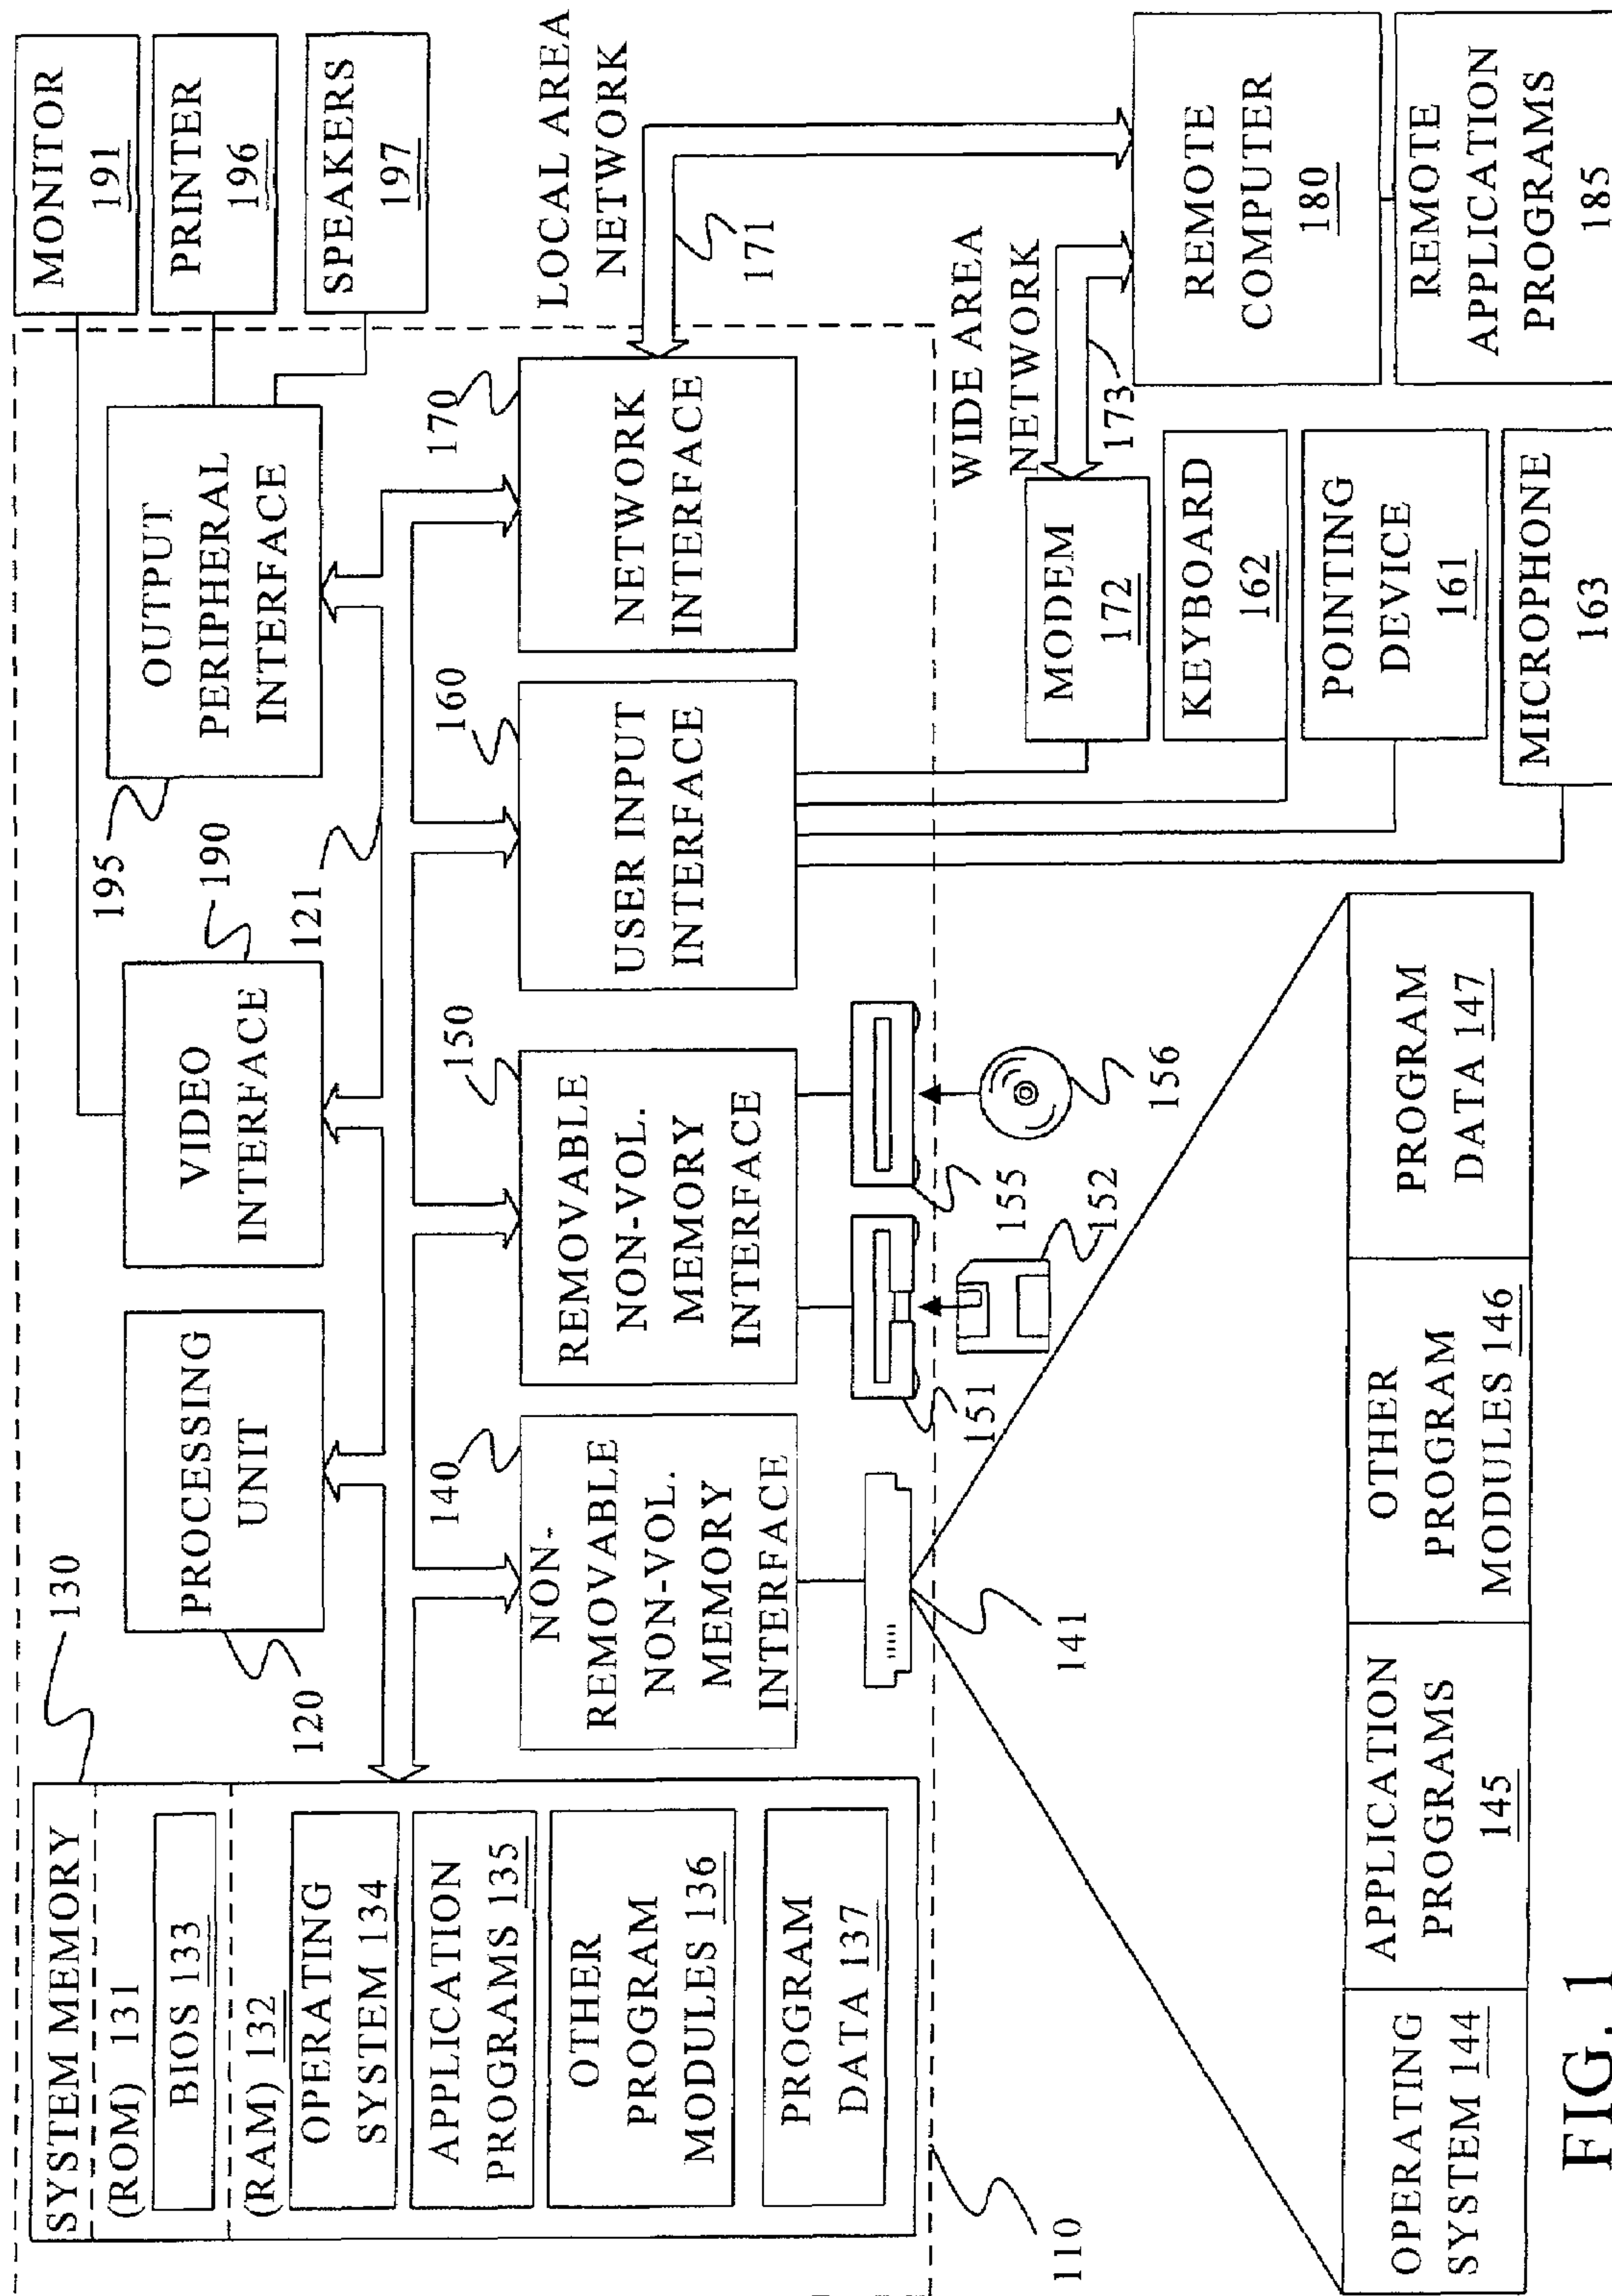 SYSTEM MEMORY
(ROM) 131
BIOS 133
(RAM) 132
OPERATING
SYSTEM 134
APPLICATION
PROGRAMS 135
OTHER
PROGRAM
MODULES 136
PROGRAM
DATA 137
130
120
PROCESSING
UNIT
VIDEO
INTERFACE
190
195
OUTPUT
PERIPHERAL
INTERFACE
121
MONITOR
191
PRINTER
196
SPEAKERS
197
140
NON-
REMOVABLE
NON-VOL.
MEMORY
INTERFACE
150
REMOVABLE
NON-VOL.
MEMORY
INTERFACE
160
USER INPUT
INTERFACE
170
NETWORK
INTERFACE
LOCAL AREA
NETWORK
171
110
141
151
152
155
156
WIDE AREA
NETWORK
173
MODEM
172
KEYBOARD
162
POINTING
DEVICE
161
MICROPHONE
163
REMOTE
COMPUTER
180
REMOTE
APPLICATION
PROGRAMS
185
OPERATING
SYSTEM 144
APPLICATION
PROGRAMS
145
OTHER
PROGRAM
MODULES 146
PROGRAM
DATA 147
FIG. 1